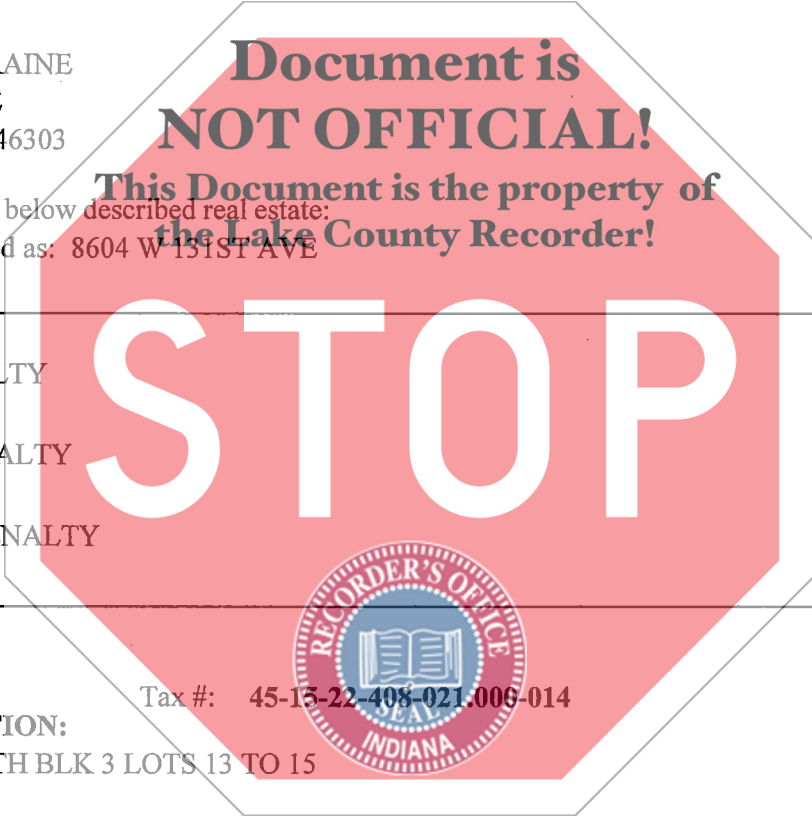 AINE
Document is
NOT OFFICIAL!
46303
This Document is the property of
below described real estate:
the Lake County Recorder!
d as: 8604 W 131ST AVE
STOP
LTY
ALTY
NALTY
RECORDER'S OFFICE
SEAL
INDIANA
Tax #: 45-15-22-408-021.000-014
TION:
TH BLK 3 LOTS 13 TO 15